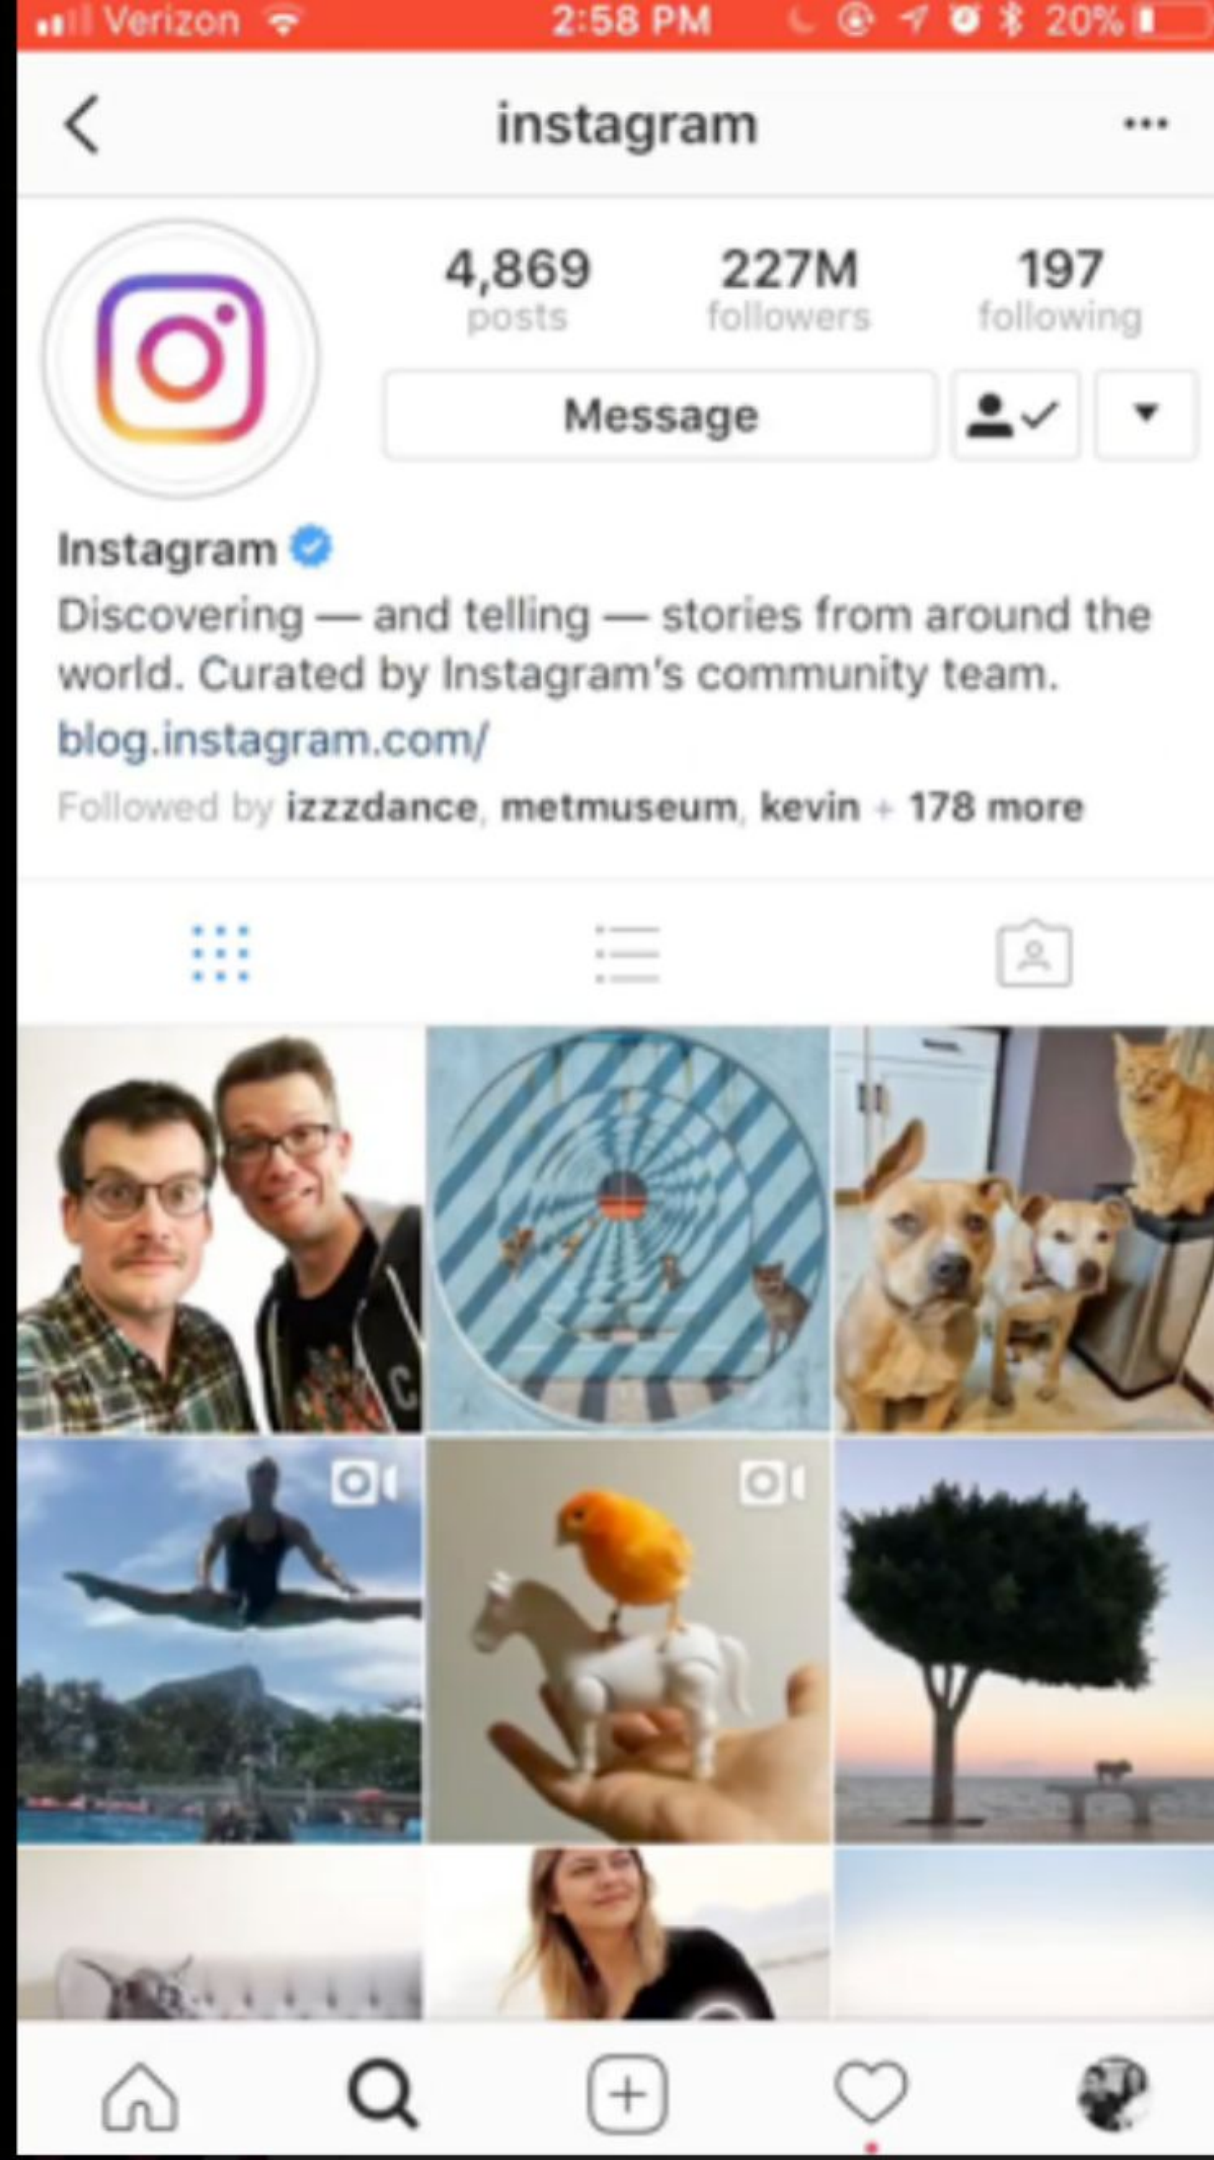 Verizon 2:58 PM 20%
instagram
4,869 227M 197
posts followers following
Message
Instagram
Discovering — and telling — stories from around the
world. Curated by Instagram's community team.
blog.instagram.com/
Followed by izzzdance, metmuseum, kevin + 178 more
C